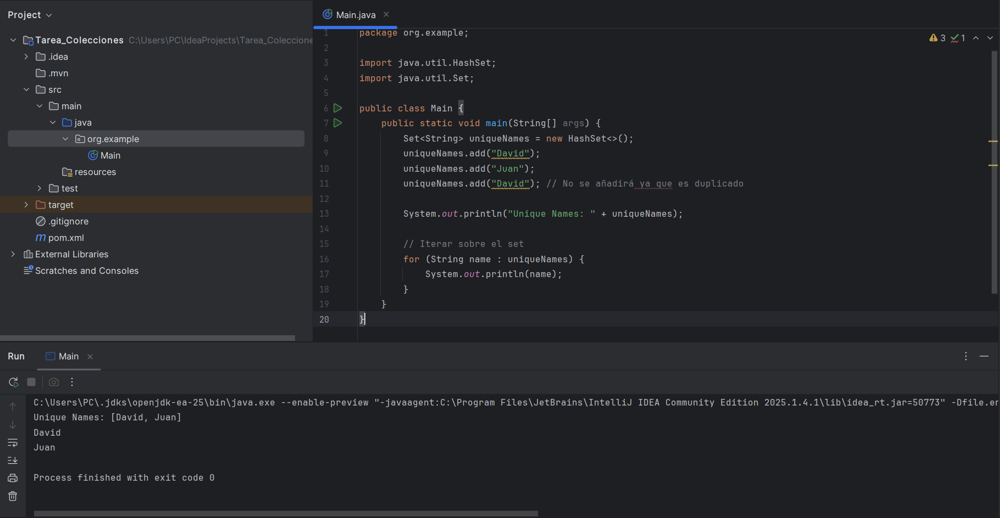 Project
Tarea_Colecciones C:\Users\PC\IdeaProjects\Tarea_Colecciones
.idea
.mvn
src
main
java
org.example
Main
resources
test
target
.gitignore
pom.xml
External Libraries
Scratches and Consoles
Main.java
3 1
1 package org.example;
2
3 import java.util.HashSet;
4 import java.util.Set;
5
6 public class Main {
7 public static void main(String[] args) {
8 Set<String> uniqueNames = new HashSet<>();
9 uniqueNames.add("David");
10 uniqueNames.add("Juan");
11 uniqueNames.add("David"); // No se añadirá ya que es duplicado
12
13 System.out.println("Unique Names: " + uniqueNames);
14
15 // Iterar sobre el set
16 for (String name : uniqueNames) {
17 System.out.println(name);
18 }
19 }
20 }
Run Main
C:\Users\PC\.jdks\openjdk-ea-25\bin\java.exe --enable-preview "-javaagent:C:\Program Files\JetBrains\IntelliJ IDEA Community Edition 2025.1.4.1\lib\idea_rt.jar=50773" -Dfile.en
Unique Names: [David, Juan]
David
Juan
Process finished with exit code 0